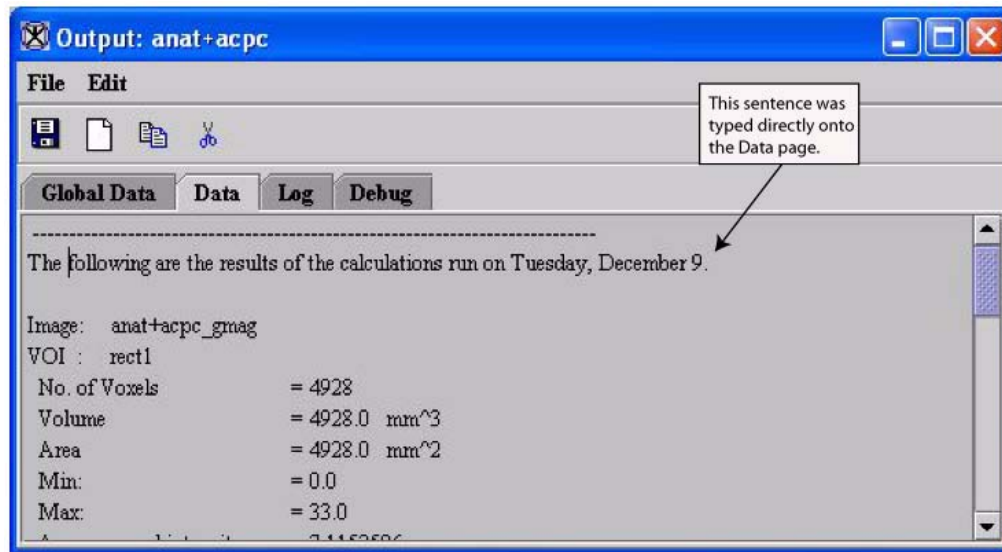 Output: anat+acpc
File Edit
This sentence was
typed directly onto
the Data page.
Global Data Data Log Debug
--------------------------------------------------------------------------------
The following are the results of the calculations run on Tuesday, December 9.
Image: anat+acpc_gmag
VOI : rect1
No. of Voxels = 4928
Volume = 4928.0 mm^3
Area = 4928.0 mm^2
Min: = 0.0
Max: = 33.0